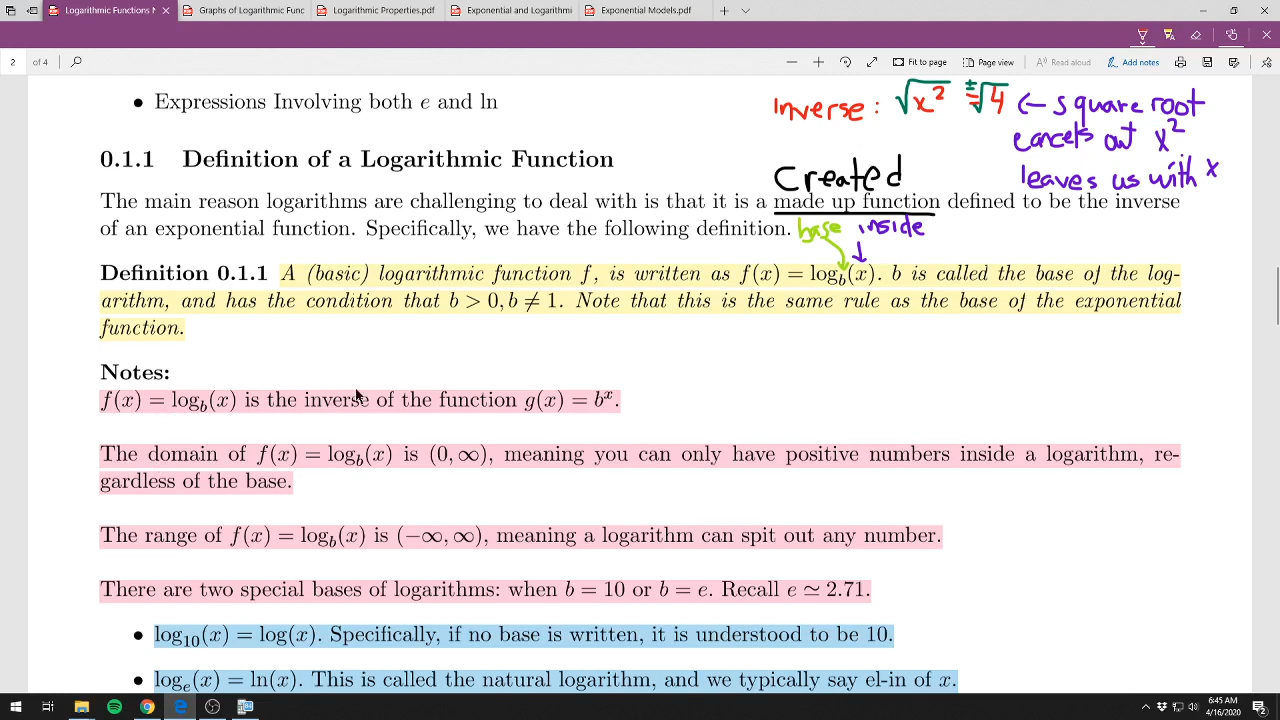 Logarithmic Functions N
Graphs of Logarithmic Func
Logarithmic Properties.pdf
Exponential and Logarithmi
Exponential Models.pdf
2 of 4
Fit to page
Page view
Read aloud
Add notes
• Expressions Involving both e and ln
Inverse: √x² ±√4 ← square root
cancels out x²
leaves us with x
0.1.1 Definition of a Logarithmic Function
Created
The main reason logarithms are challenging to deal with is that it is a made up function defined to be the inverse
of an exponential function. Specifically, we have the following definition.
base inside
Definition 0.1.1 A (basic) logarithmic function f, is written as f(x) = log_b(x). b is called the base of the log-
arithm, and has the condition that b > 0, b ≠ 1. Note that this is the same rule as the base of the exponential
function.
Notes:
f(x) = log_b(x) is the inverse of the function g(x) = b^x.
The domain of f(x) = log_b(x) is (0, ∞), meaning you can only have positive numbers inside a logarithm, re-
gardless of the base.
The range of f(x) = log_b(x) is (−∞, ∞), meaning a logarithm can spit out any number.
There are two special bases of logarithms: when b = 10 or b = e. Recall e ≃ 2.71.
• log₁₀(x) = log(x). Specifically, if no base is written, it is understood to be 10.
• log_e(x) = ln(x). This is called the natural logarithm, and we typically say el-in of x.
6:45 AM
4/16/2020
2